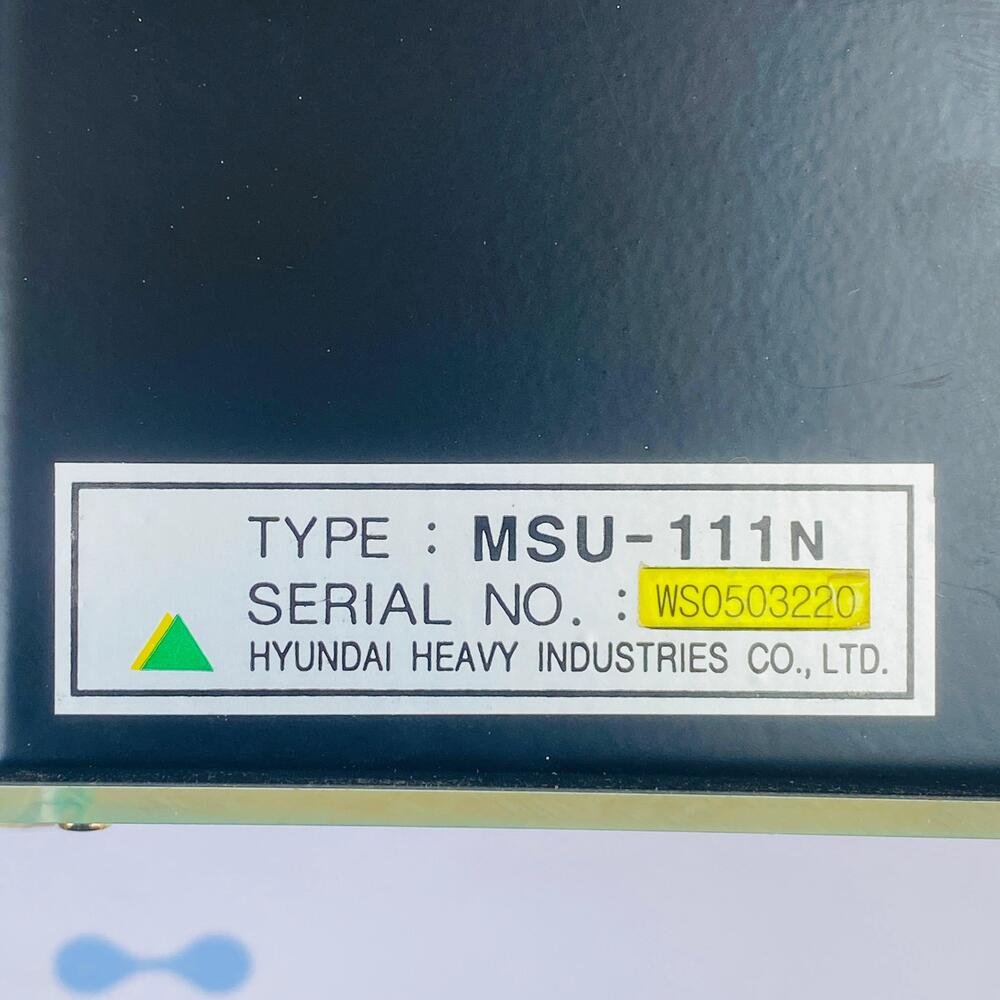 TYPE : MSU-111N
SERIAL NO. : WS0503220
HYUNDAI HEAVY INDUSTRIES CO., LTD.